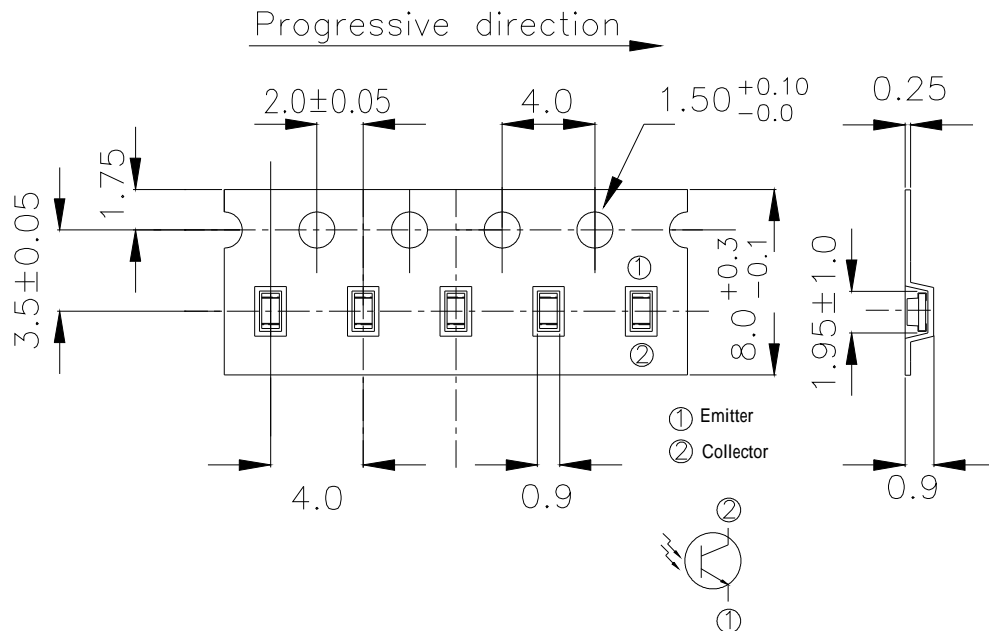 Progressive direction
2.0±0.05
4.0
1.50 +0.10 -0.0
0.25
1.75
3.5±0.05
8.0 +0.3 -0.1
1.95±1.0
①
②
① Emitter
② Collector
4.0
0.9
0.9
②
①